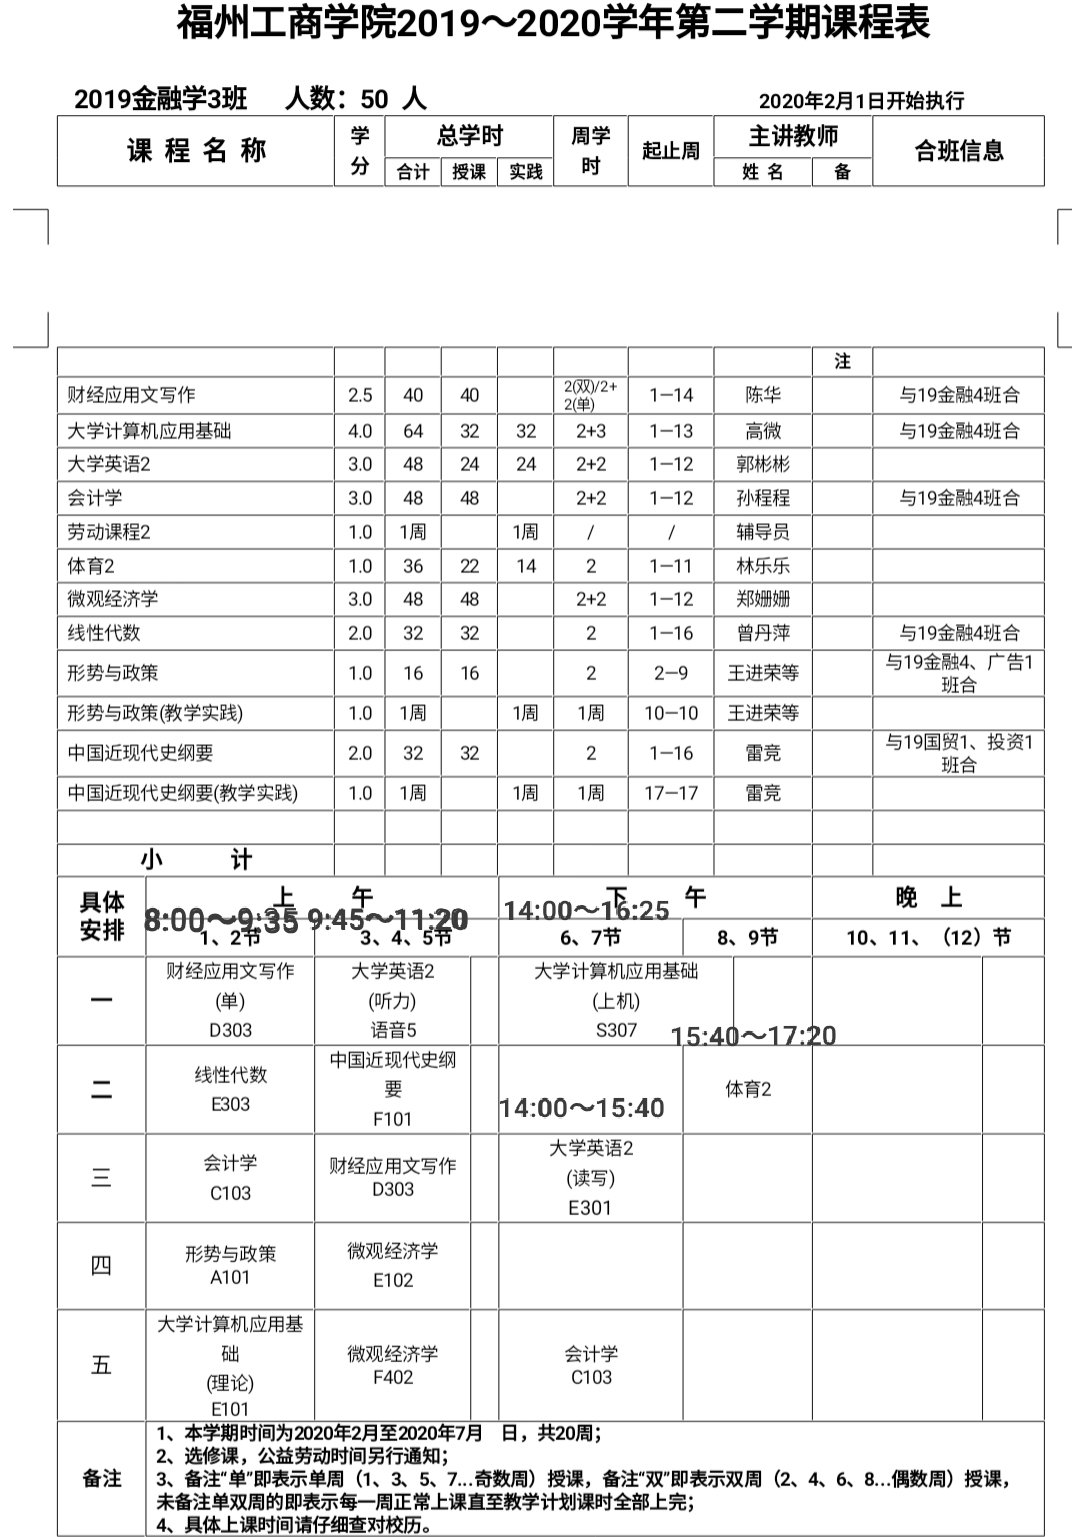 福州工商学院2019～2020学年第二学期课程表
2019金融学3班 人数：50 人 2020年2月1日开始执行
课 程 名 称 学分 总学时 周学时 起止周 主讲教师 合班信息
合计 授课 实践 姓 名 备
注
财经应用文写作 2.5 40 40 2(双)/2+2(单) 1—14 陈华 与19金融4班合
大学计算机应用基础 4.0 64 32 32 2+3 1—13 高微 与19金融4班合
大学英语2 3.0 48 24 24 2+2 1—12 郭彬彬
会计学 3.0 48 48 2+2 1—12 孙程程 与19金融4班合
劳动课程2 1.0 1周 1周 / / 辅导员
体育2 1.0 36 22 14 2 1—11 林乐乐
微观经济学 3.0 48 48 2+2 1—12 郑姗姗
线性代数 2.0 32 32 2 1—16 曾丹萍 与19金融4班合
形势与政策 1.0 16 16 2 2—9 王进荣等 与19金融4、广告1班合
形势与政策(教学实践) 1.0 1周 1周 1周 10—10 王进荣等
中国近现代史纲要 2.0 32 32 2 1—16 雷竞 与19国贸1、投资1班合
中国近现代史纲要(教学实践) 1.0 1周 1周 1周 17—17 雷竞
小 计
具体安排 上 午 下 午 晚 上
8:00～9:35 9:45～11:20 14:00～16:25
1、2节 3、4、5节 6、7节 8、9节 10、11、（12）节
一 财经应用文写作 (单) D303 大学英语2 (听力) 语音5 大学计算机应用基础 (上机) S307
15:40～17:20
二 线性代数 E303 中国近现代史纲要 F101 体育2
14:00～15:40
三 会计学 C103 财经应用文写作 D303 大学英语2 (读写) E301
四 形势与政策 A101 微观经济学 E102
五 大学计算机应用基础 (理论) E101 微观经济学 F402 会计学 C103
备注
1、本学期时间为2020年2月至2020年7月 日，共20周；
2、选修课，公益劳动时间另行通知；
3、备注“单”即表示单周（1、3、5、7...奇数周）授课，备注“双”即表示双周（2、4、6、8...偶数周）授课，
未备注单双周的即表示每一周正常上课直至教学计划课时全部上完；
4、具体上课时间请仔细查对校历。